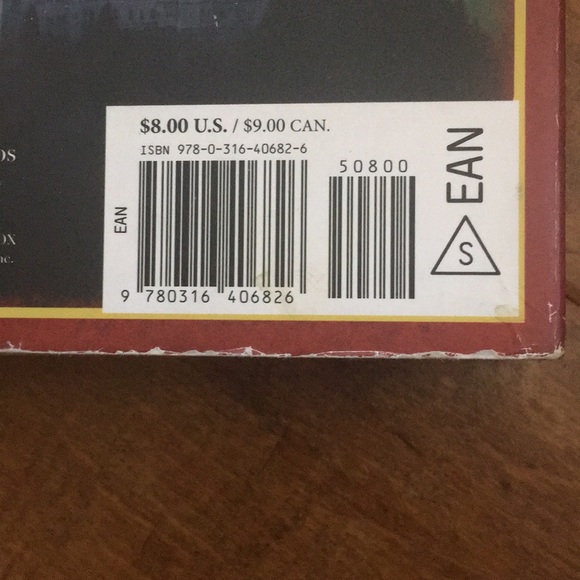 $8.00 U.S. / $9.00 CAN.
ISBN 978-0-316-40682-6
50800
EAN
9 780316 406826
EAN
S